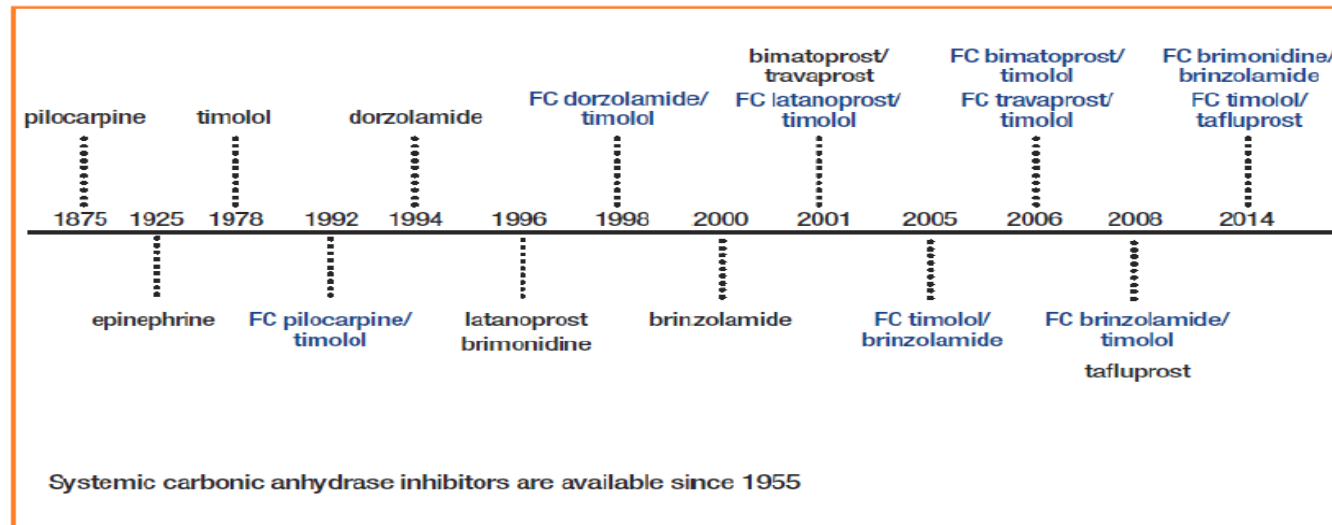 bimatoprost/
travaprost
FC bimatoprost/
timolol
FC brimonidine/
brinzolamide
pilocarpine
timolol
dorzolamide
FC dorzolamide/
timolol
FC latanoprost/
timolol
FC travaprost/
timolol
FC timolol/
tafluprost
1875 1925 1978 1992 1994 1996 1998 2000 2001 2005 2006 2008 2014
epinephrine
FC pilocarpine/
timolol
latanoprost
brimonidine
brinzolamide
FC timolol/
brinzolamide
FC brinzolamide/
timolol
tafluprost
Systemic carbonic anhydrase inhibitors are available since 1955